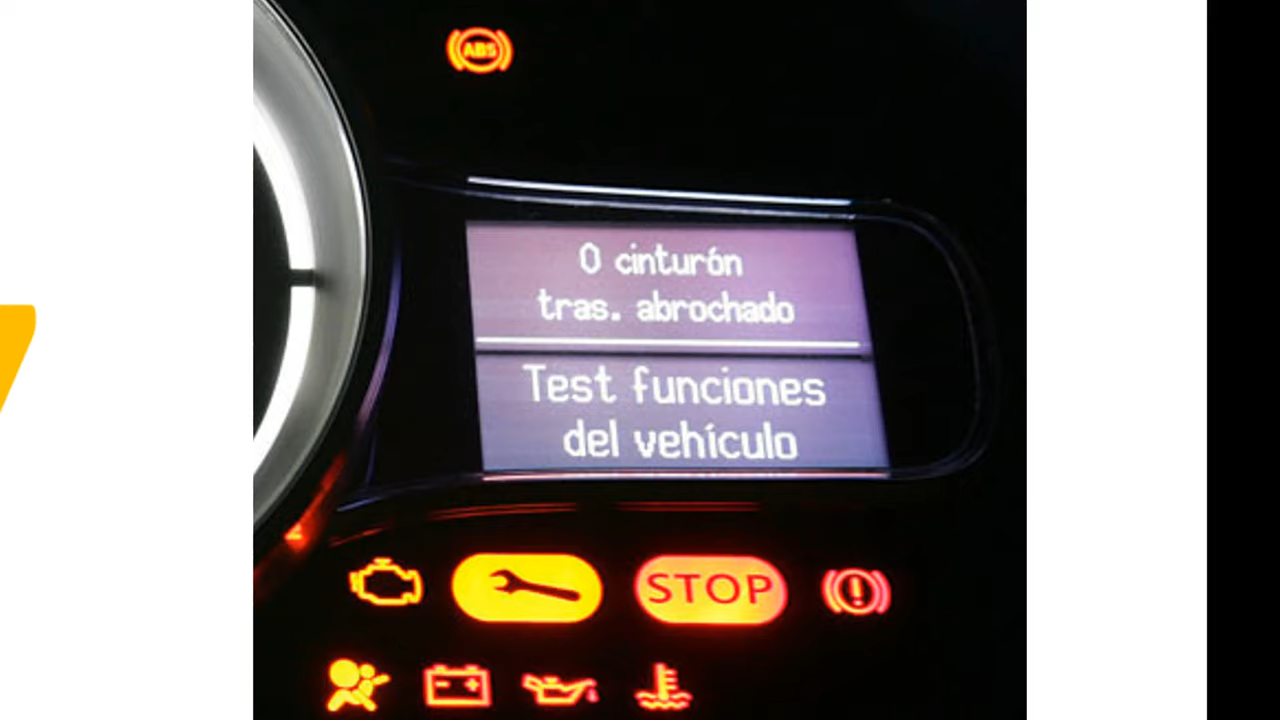 ABS
0 cinturón
tras. abrochado
Test funciones
del vehículo
STOP